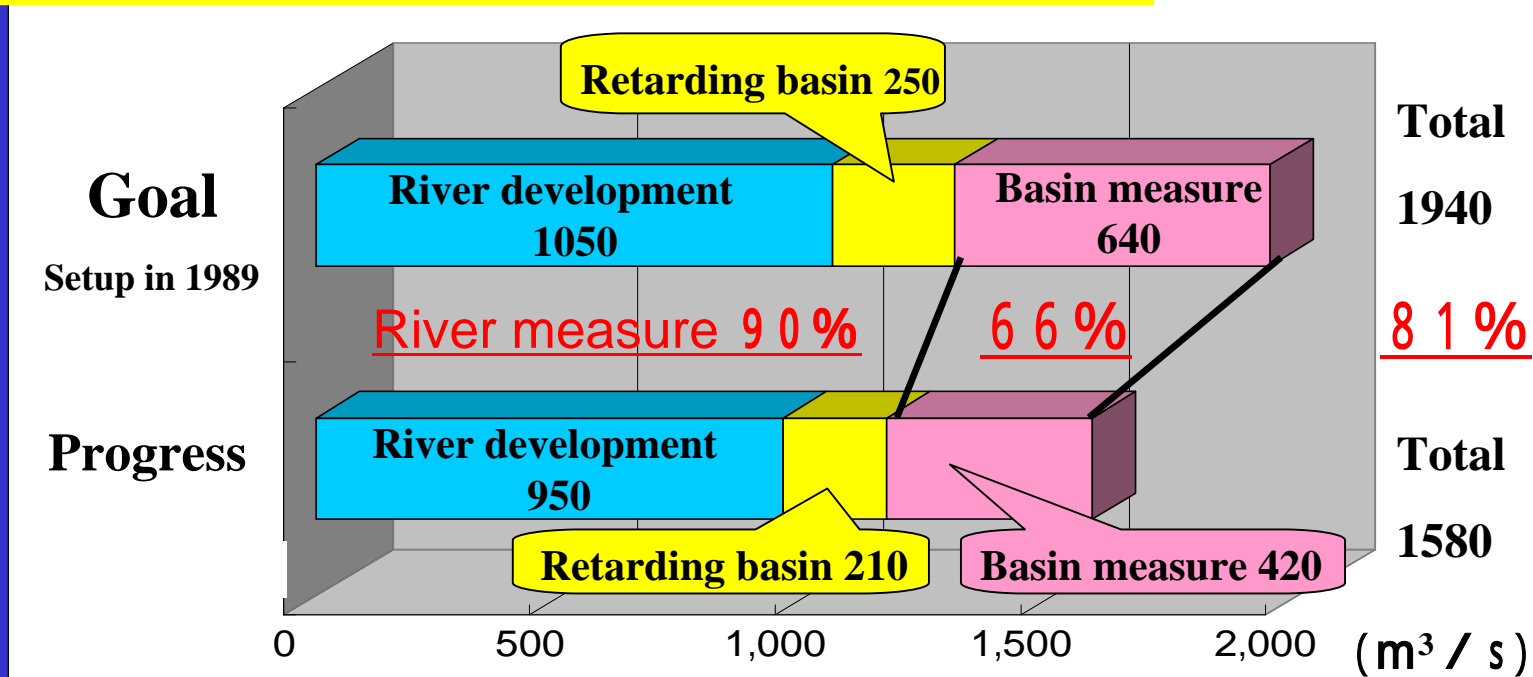 Retarding basin 250
Total
1940
Goal
Setup in 1989
River development
1050
Basin measure
640
River measure 90%
66%
81%
Progress
River development
950
Total
1580
Retarding basin 210
Basin measure 420
0 500 1,000 1,500 2,000 (m³/s)